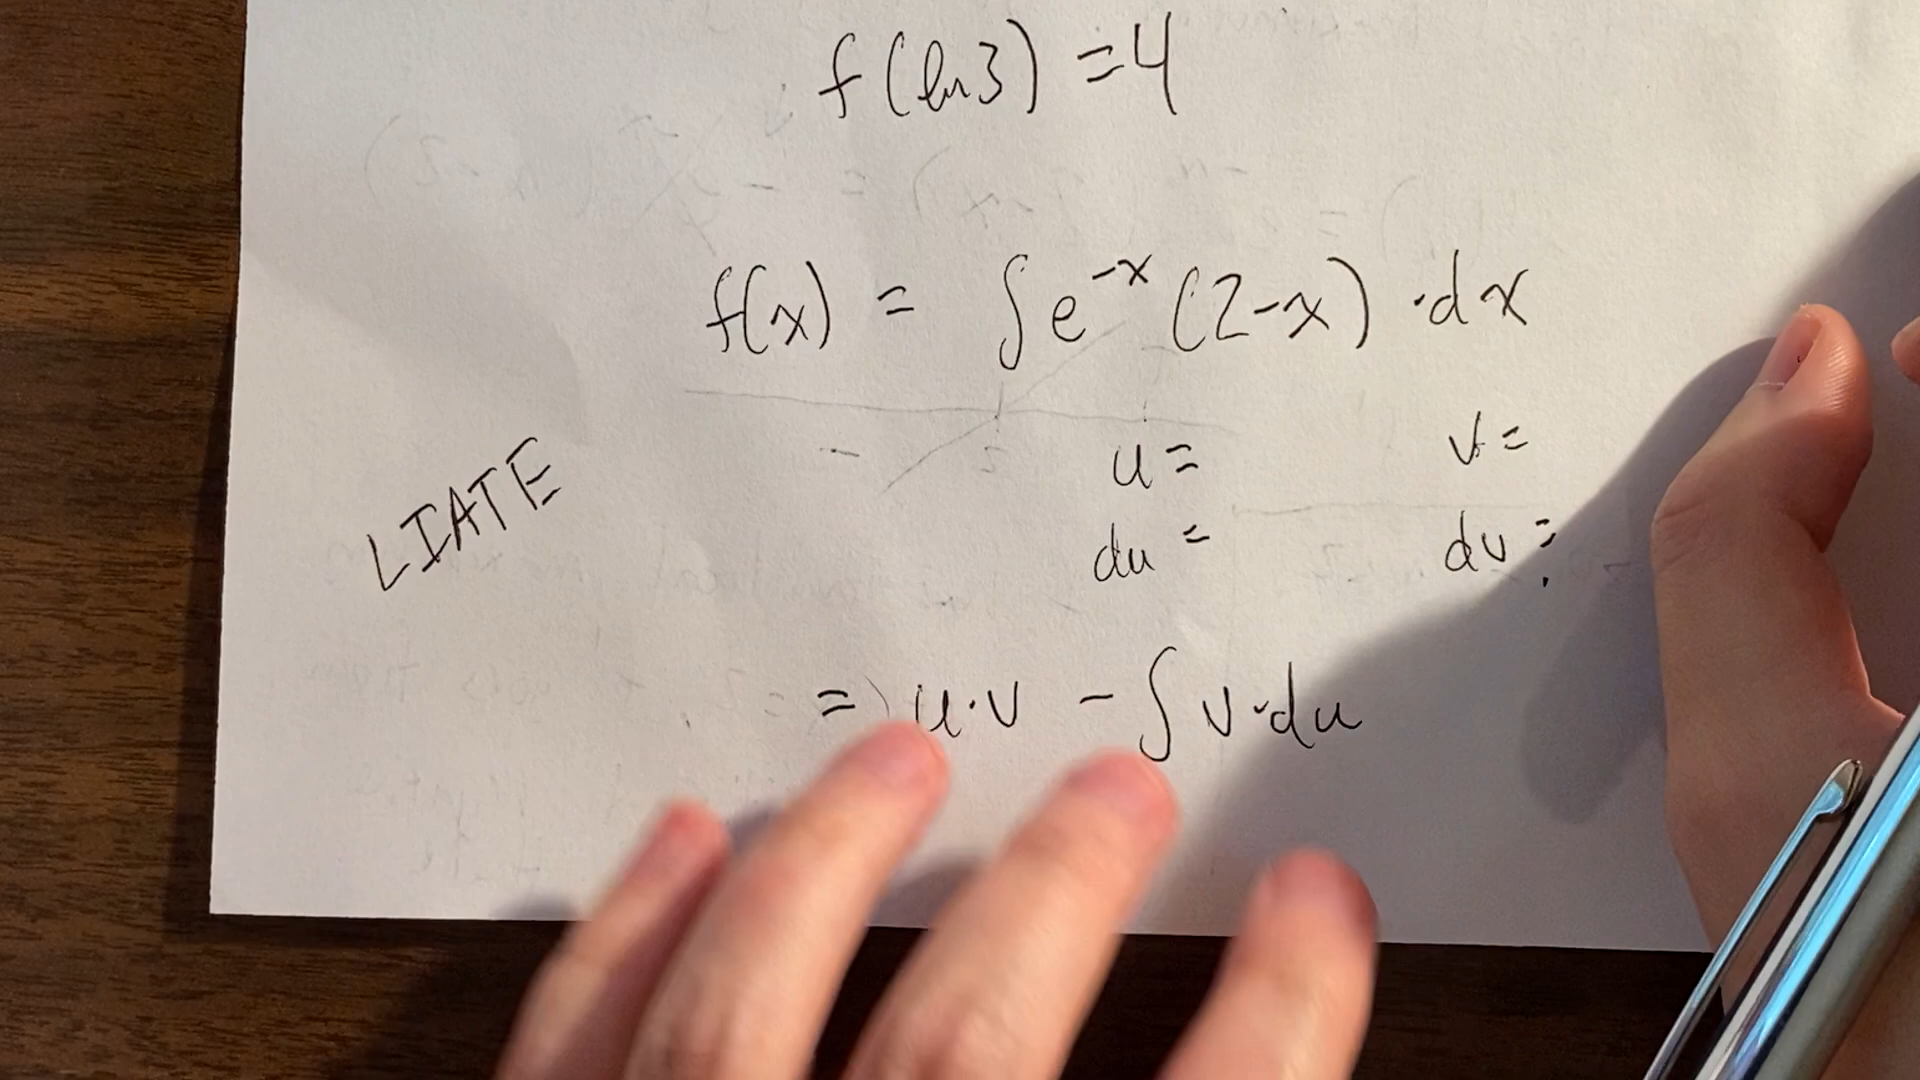 f(ln3) = 4
f(x) = ∫e^{-x}(2-x)·dx
u = v =
LIATE
du = dv =
= u·v - ∫v·du